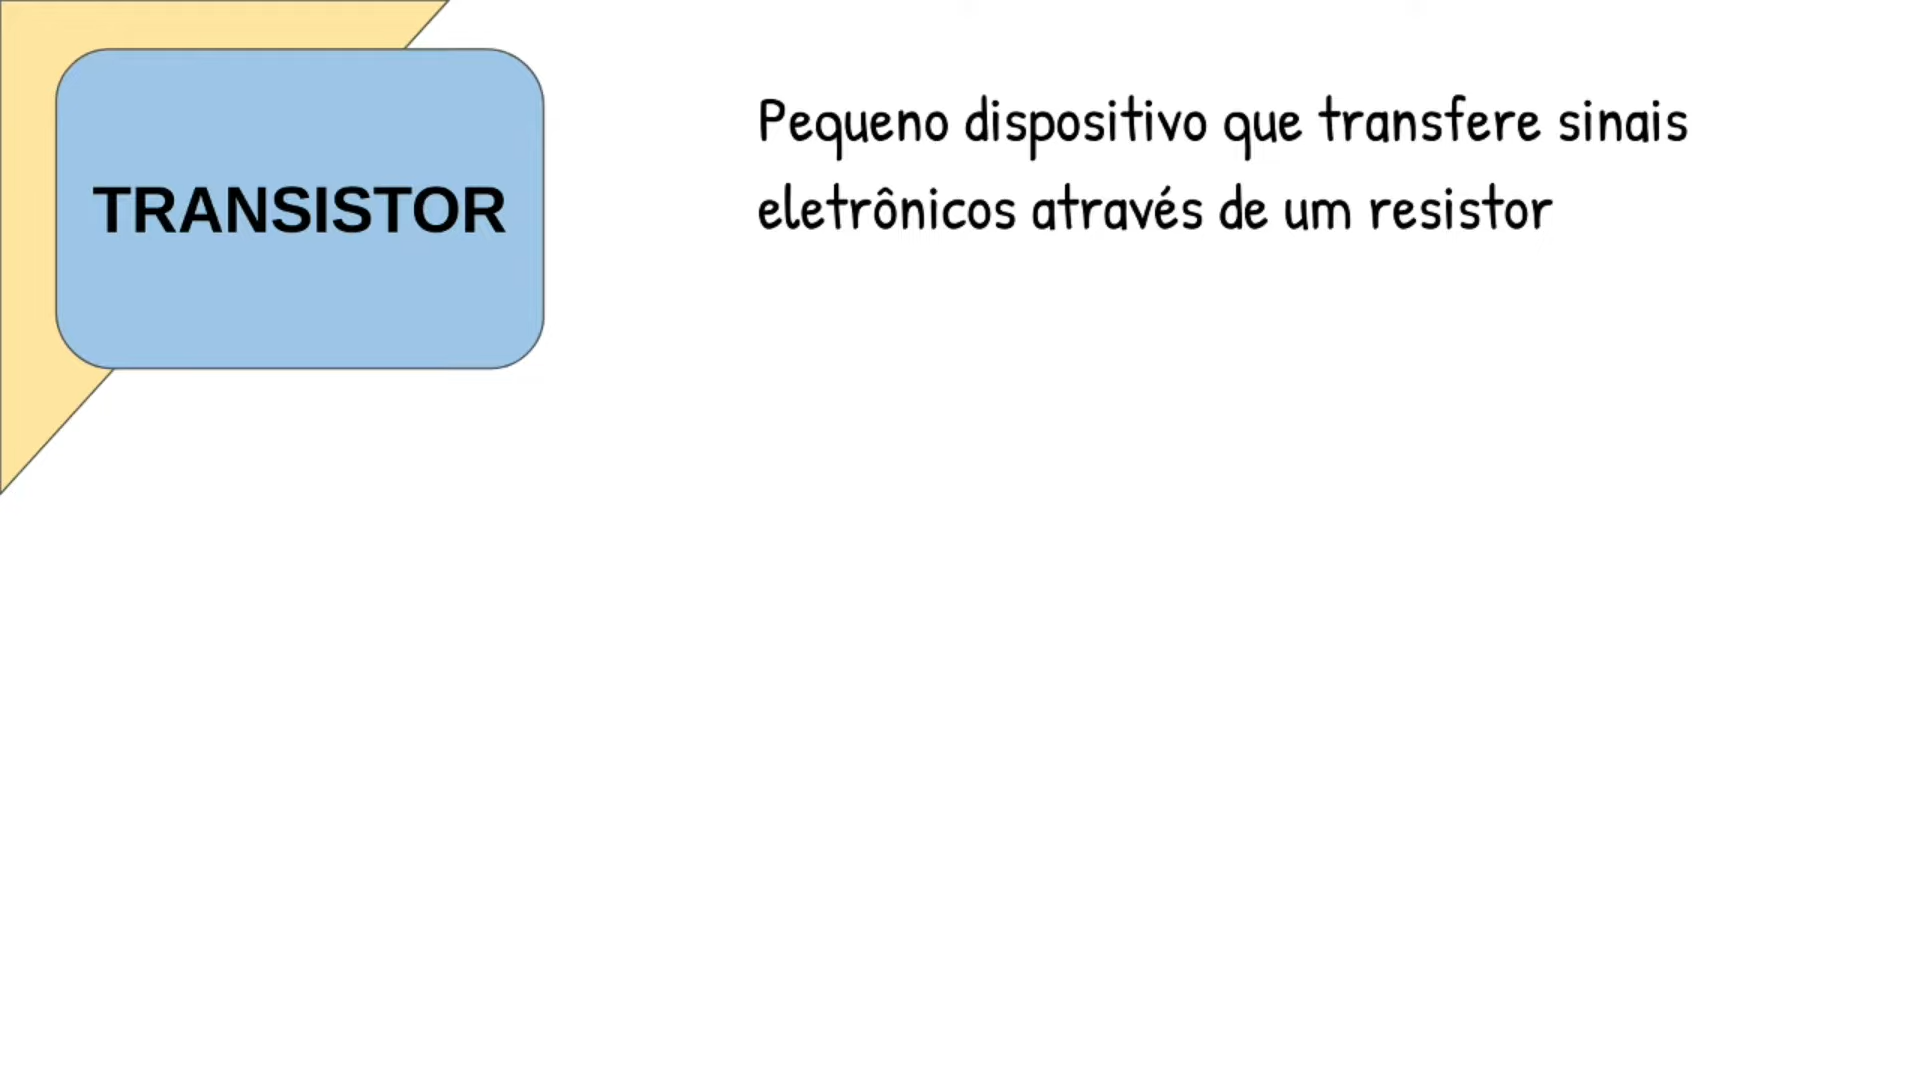 TRANSISTOR
Pequeno dispositivo que transfere sinais
eletrônicos através de um resistor